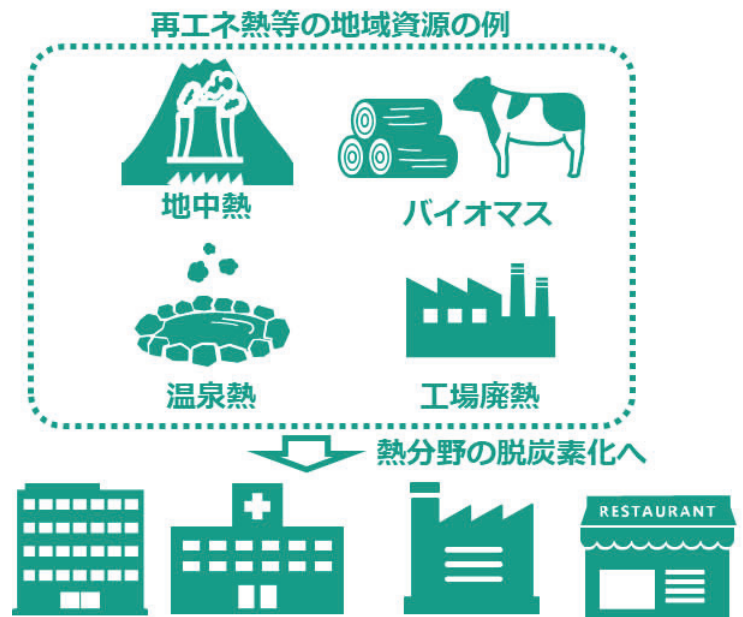 再エネ熱等の地域資源の例
地中熱
バイオマス
温泉熱
工場廃熱
熱分野の脱炭素化へ
RESTAURANT